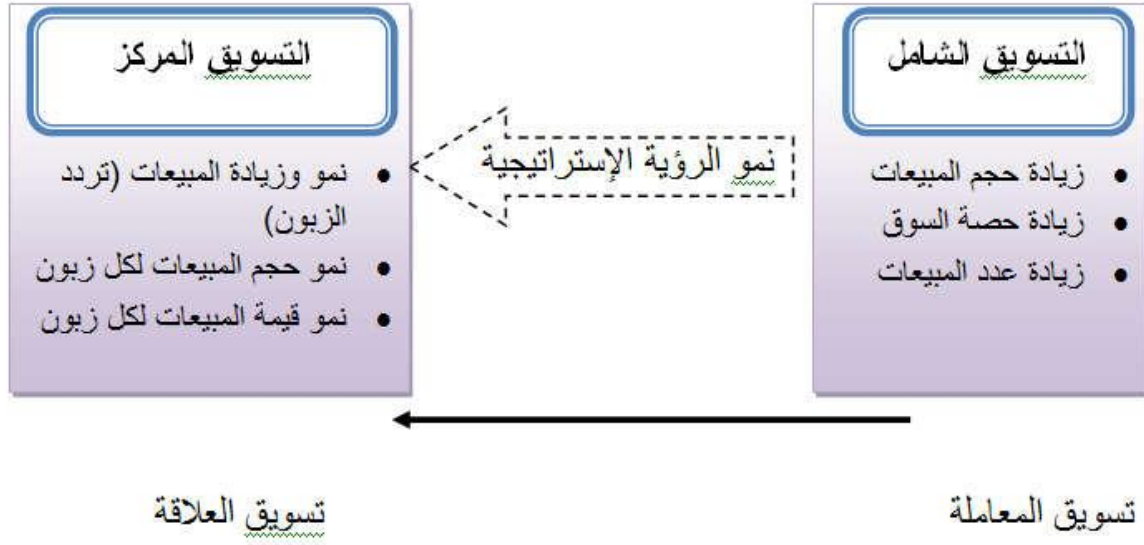 التسويق الشامل
• زيادة حجم المبيعات
• زيادة حصة السوق
• زيادة عدد المبيعات
نمو الرؤية الإستراتيجية
التسويق المركز
• نمو وزيادة المبيعات (تردد
الزبون)
• نمو حجم المبيعات لكل زبون
• نمو قيمة المبيعات لكل زبون
تسويق المعاملة
تسويق العلاقة